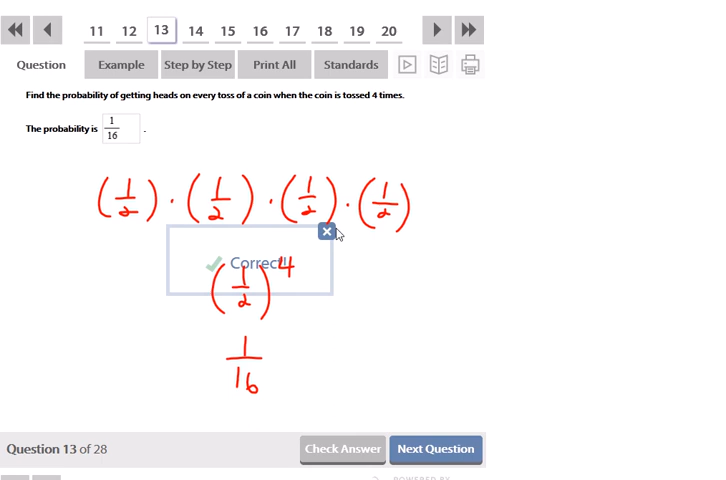 11 12 13 14 15 16 17 18 19 20
Question Example Step by Step Print All Standards
Find the probability of getting heads on every toss of a coin when the coin is tossed 4 times.
The probability is 1/16 .
(1/2) · (1/2) · (1/2) · (1/2)
Correct!
(1/2)^4
1/16
Question 13 of 28 Check Answer Next Question
POWERED BY